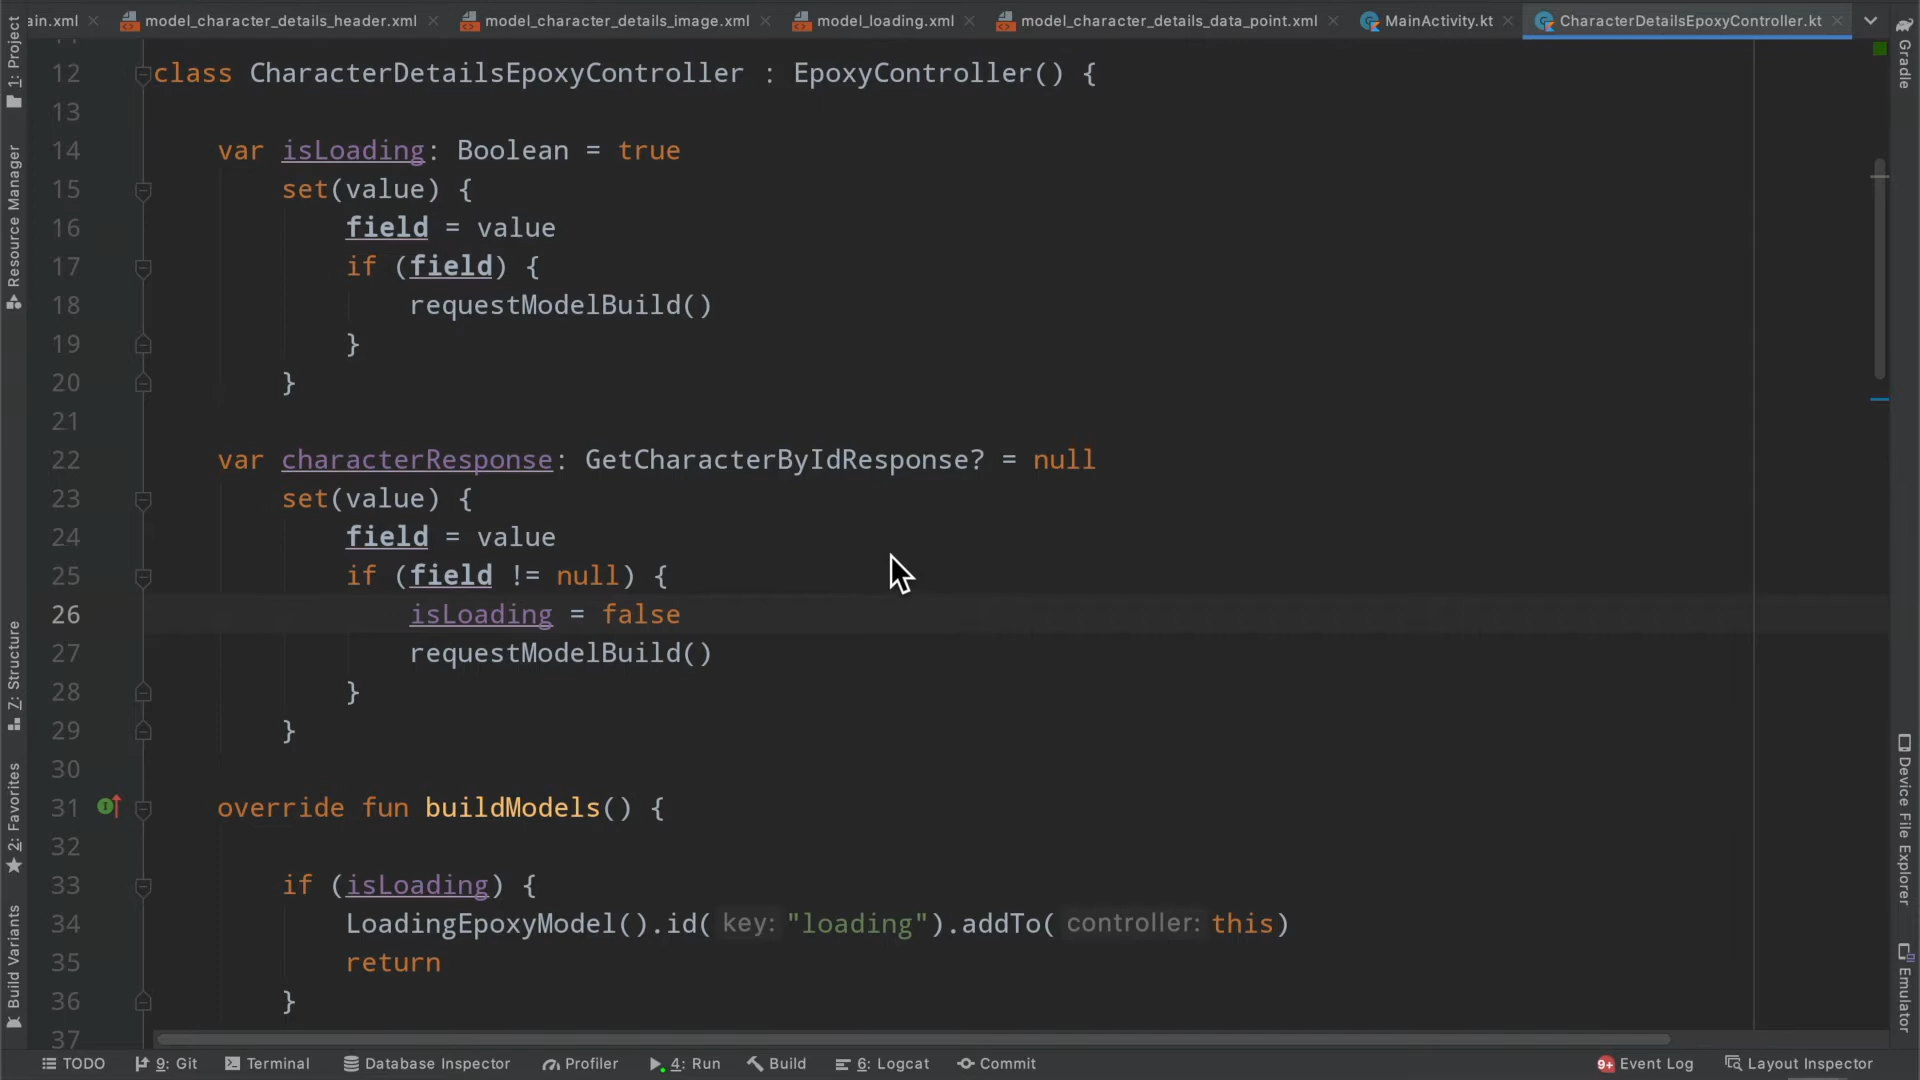 ain.xml model_character_details_header.xml model_character_details_image.xml model_loading.xml model_character_details_data_point.xml MainActivity.kt CharacterDetailsEpoxyController.kt
1: Project
Resource Manager
7: Structure
2: Favorites
Build Variants
12 class CharacterDetailsEpoxyController : EpoxyController() {
13
14 var isLoading: Boolean = true
15 set(value) {
16 field = value
17 if (field) {
18 requestModelBuild()
19 }
20 }
21
22 var characterResponse: GetCharacterByIdResponse? = null
23 set(value) {
24 field = value
25 if (field != null) {
26 isLoading = false
27 requestModelBuild()
28 }
29 }
30
31 override fun buildModels() {
32
33 if (isLoading) {
34 LoadingEpoxyModel().id( key: "loading").addTo( controller: this)
35 return
36 }
37
Gradle
Device File Explorer
Emulator
TODO 9: Git Terminal Database Inspector Profiler 4: Run Build 6: Logcat Commit 9+ Event Log Layout Inspector